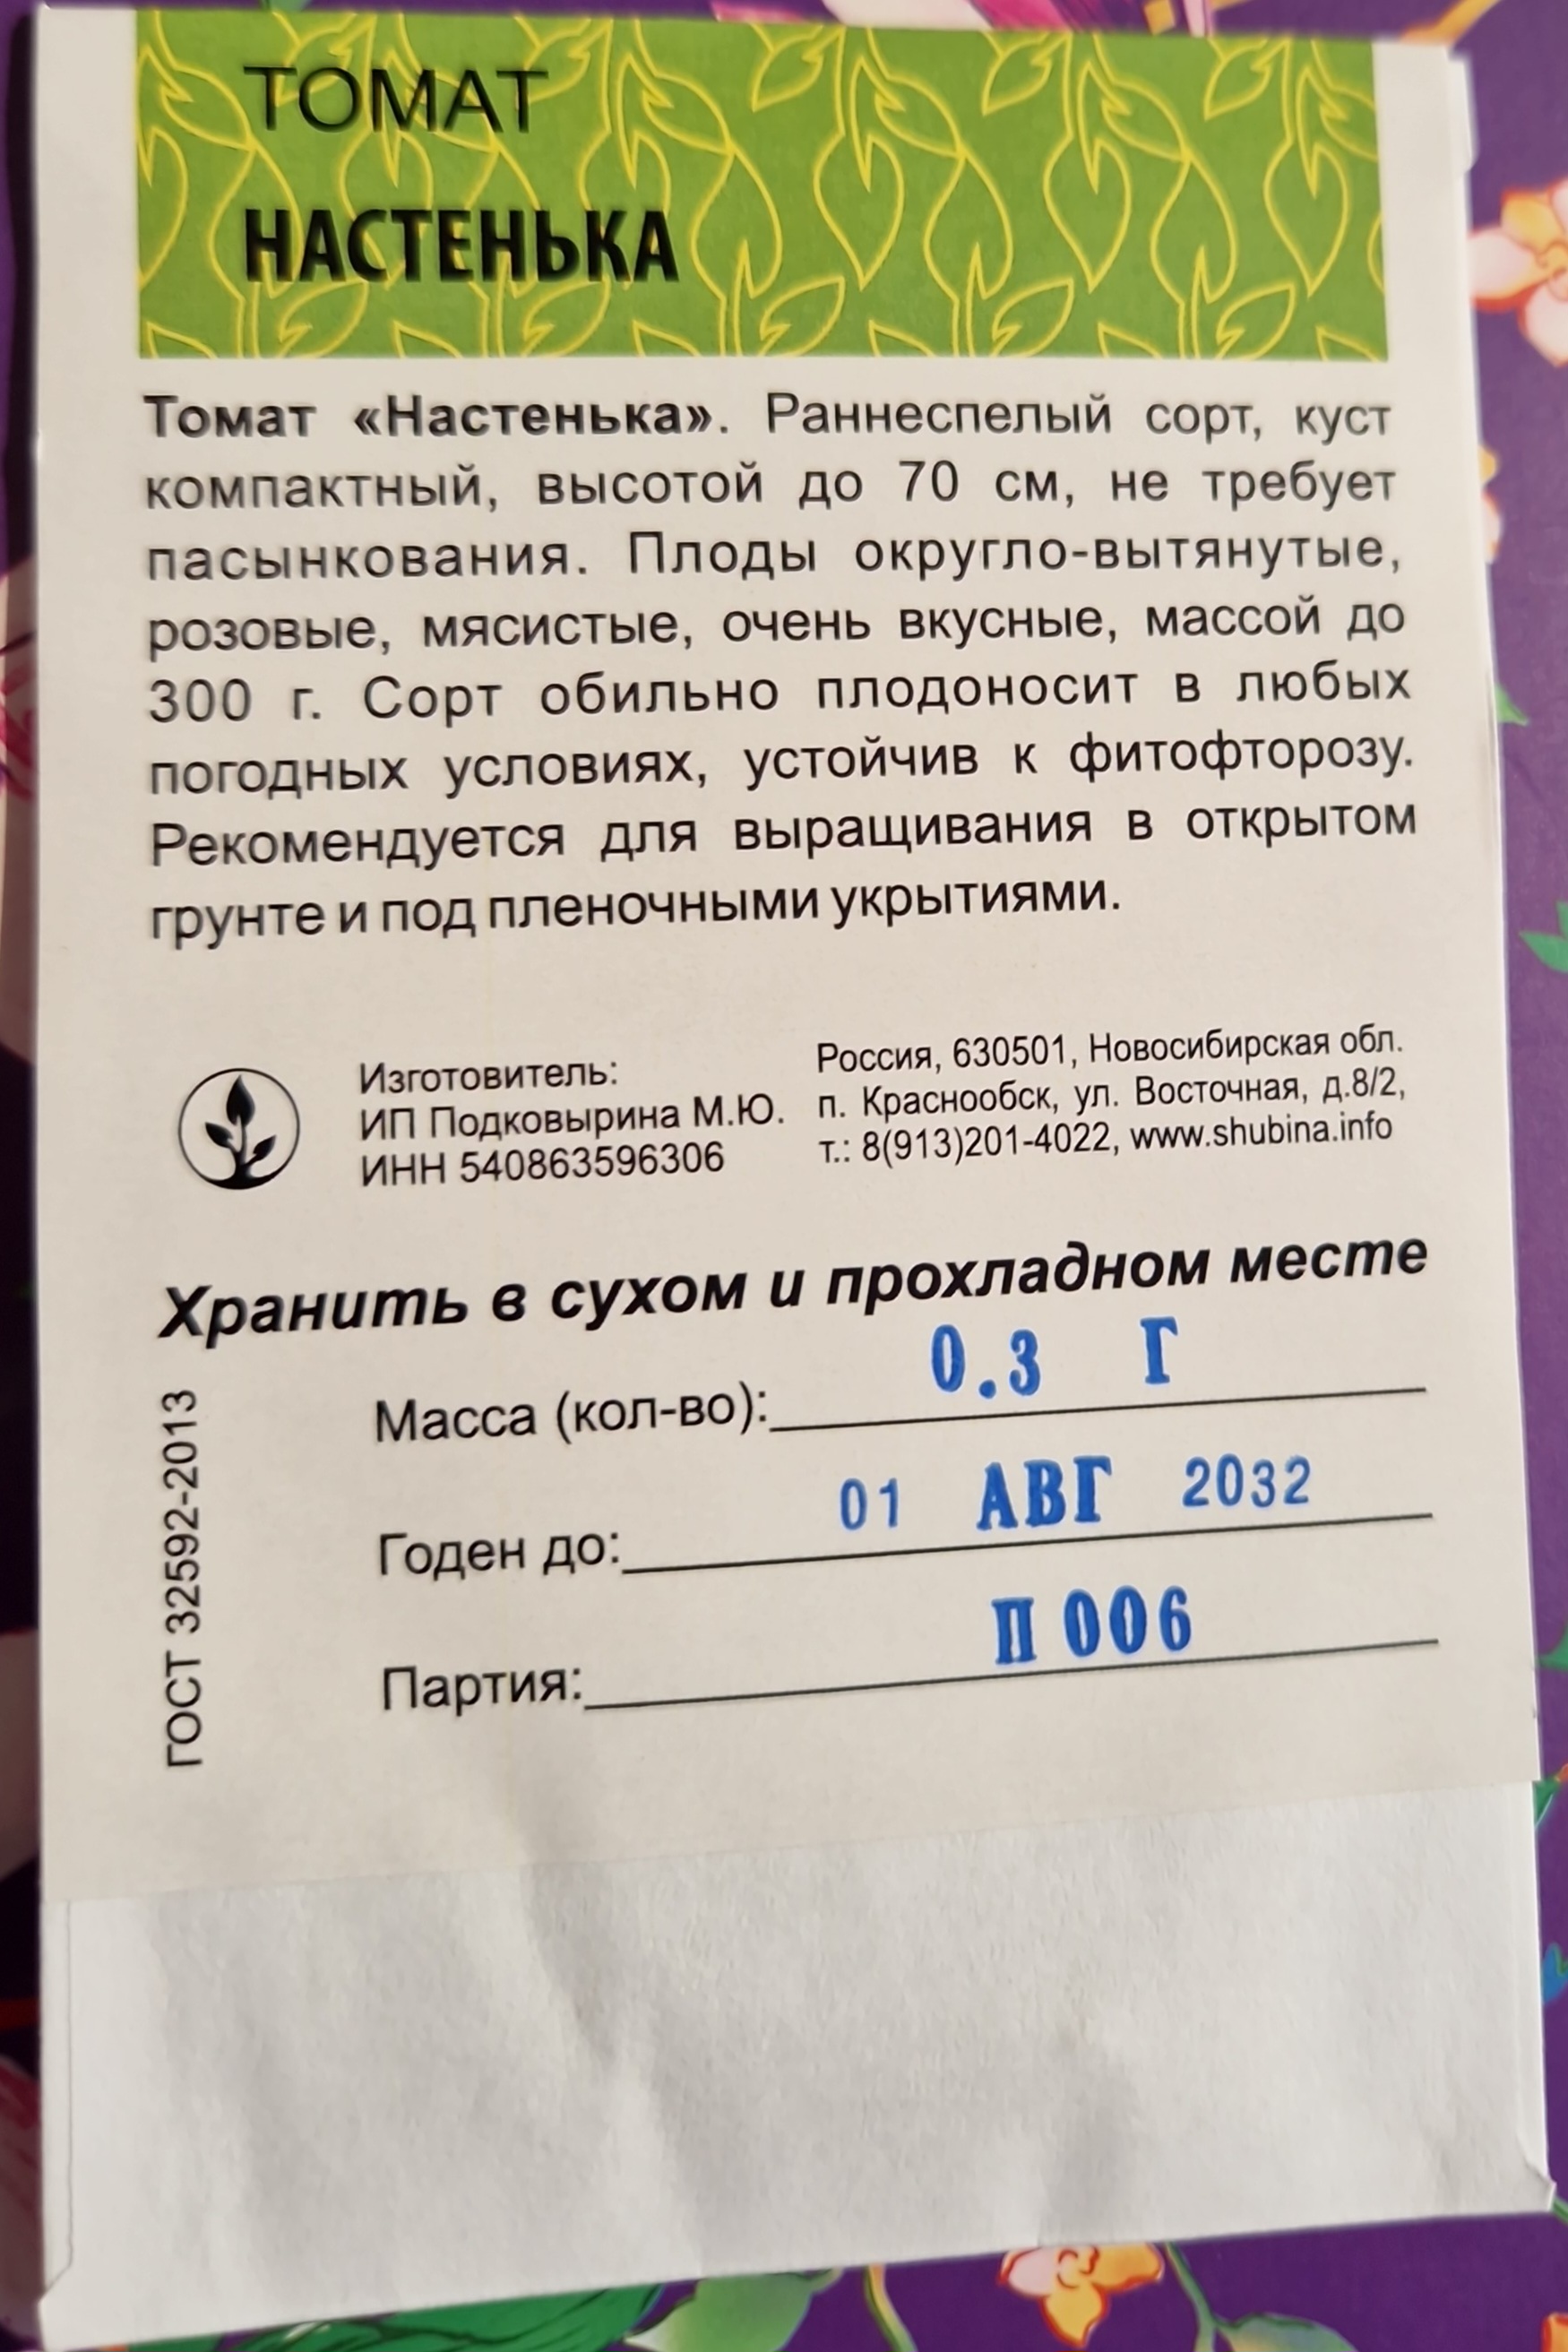 ТОМАТ
НАСТЕНЬКА
Томат «Настенька». Раннеспелый сорт, куст
компактный, высотой до 70 см, не требует
пасынкования. Плоды округло-вытянутые,
розовые, мясистые, очень вкусные, массой до
300 г. Сорт обильно плодоносит в любых
погодных условиях, устойчив к фитофторозу.
Рекомендуется для выращивания в открытом
грунте и под пленочными укрытиями.
Изготовитель:
ИП Подковырина М.Ю.
ИНН 540863596306
Россия, 630501, Новосибирская обл.
п. Краснообск, ул. Восточная, д.8/2,
т.: 8(913)201-4022, www.shubina.info
Хранить в сухом и прохладном месте
Масса (кол-во): 0.3 Г
Годен до: 01 АВГ 2032
Партия: П 006
ГОСТ 32592-2013